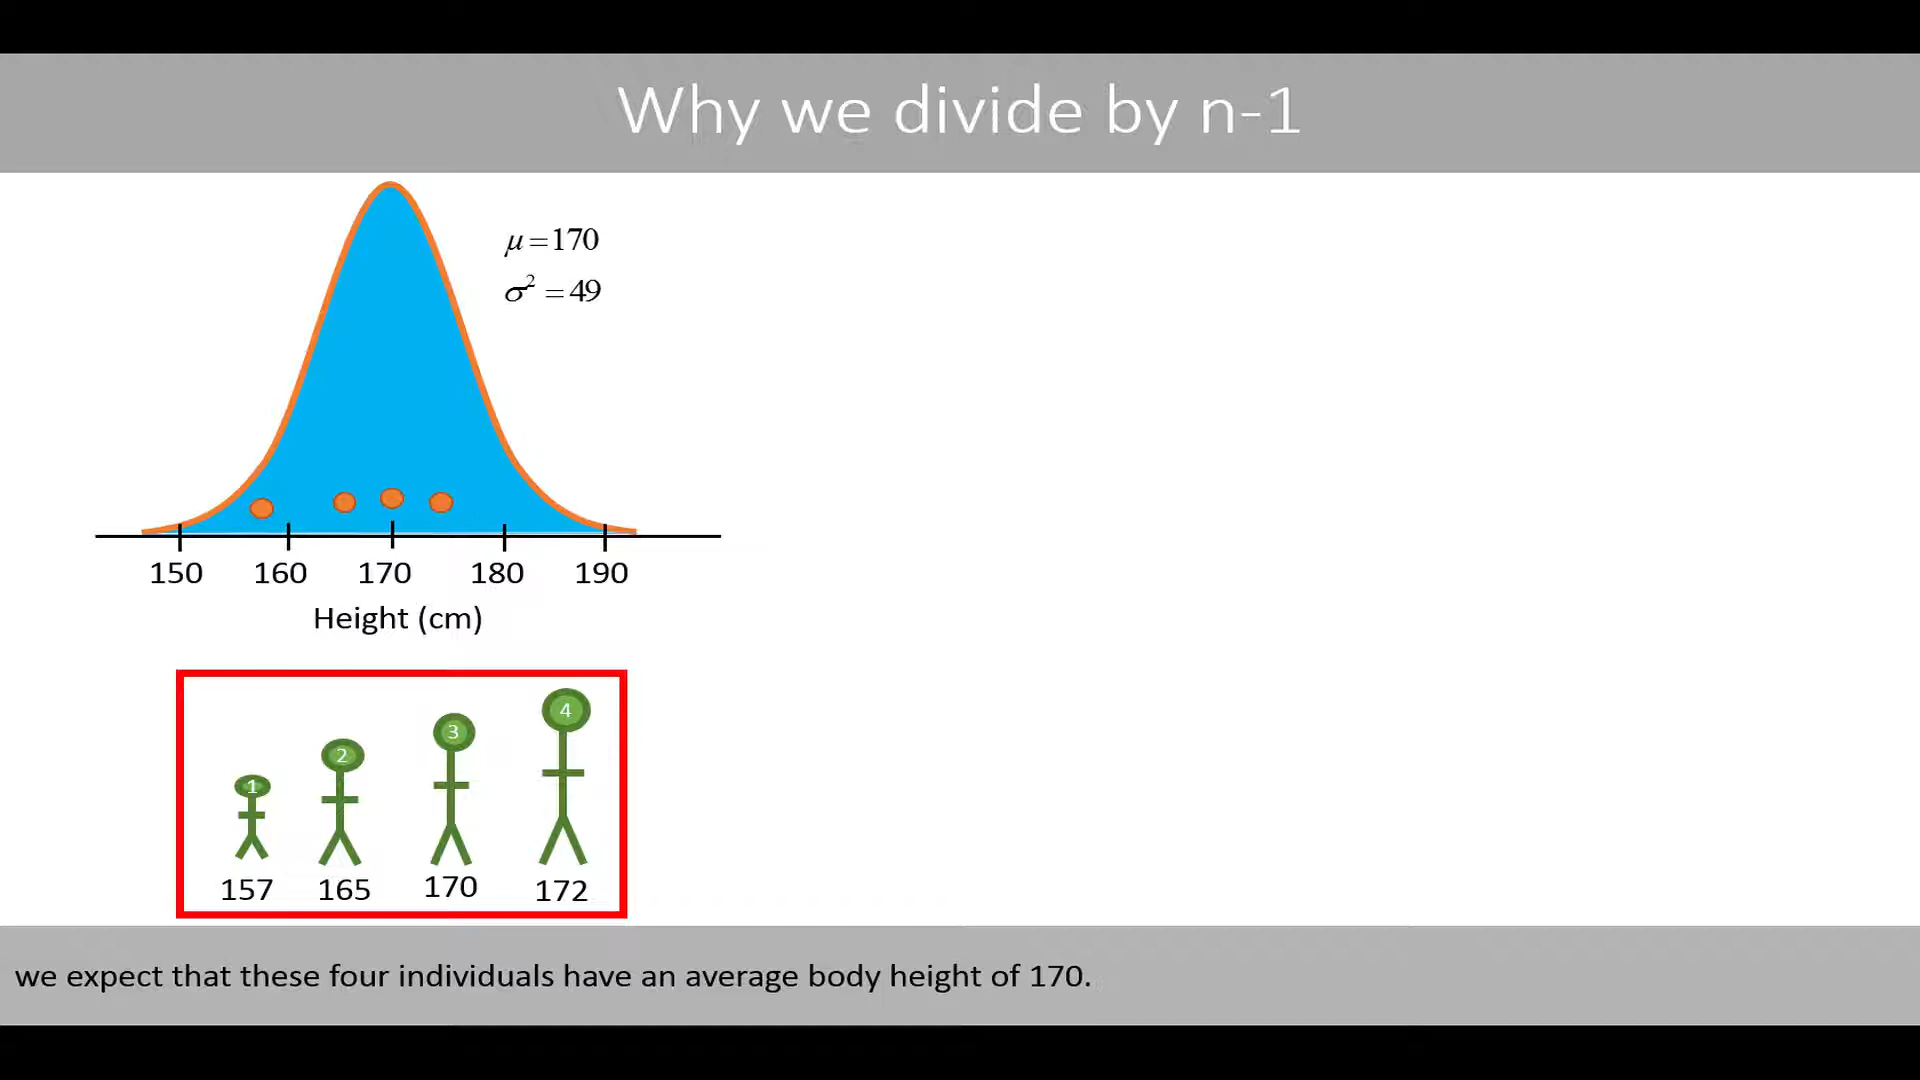 Why we divide by n-1
μ=170
σ² =49
150 160 170 180 190
Height (cm)
1 2 3 4
157 165 170 172
we expect that these four individuals have an average body height of 170.